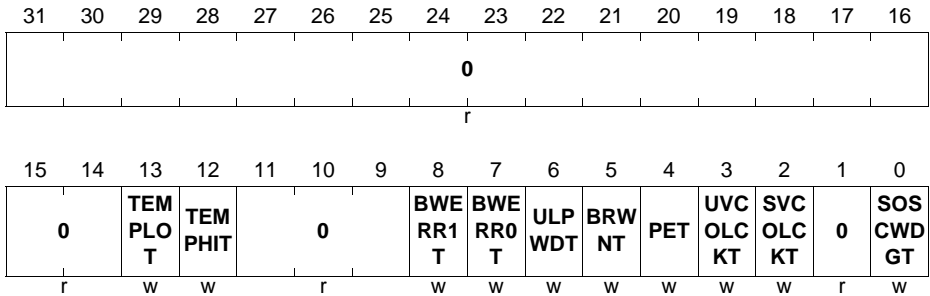 31 30 29 28 27 26 25 24 23 22 21 20 19 18 17 16
0
r
15 14 13 12 11 10 9 8 7 6 5 4 3 2 1 0
0 TEM PLO T TEM PHIT 0 BWE RR1 T BWE RR0 T ULP WDT BRW NT PET UVC OLC KT SVC OLC KT 0 SOS CWD GT
r w w r w w w w w w w r w